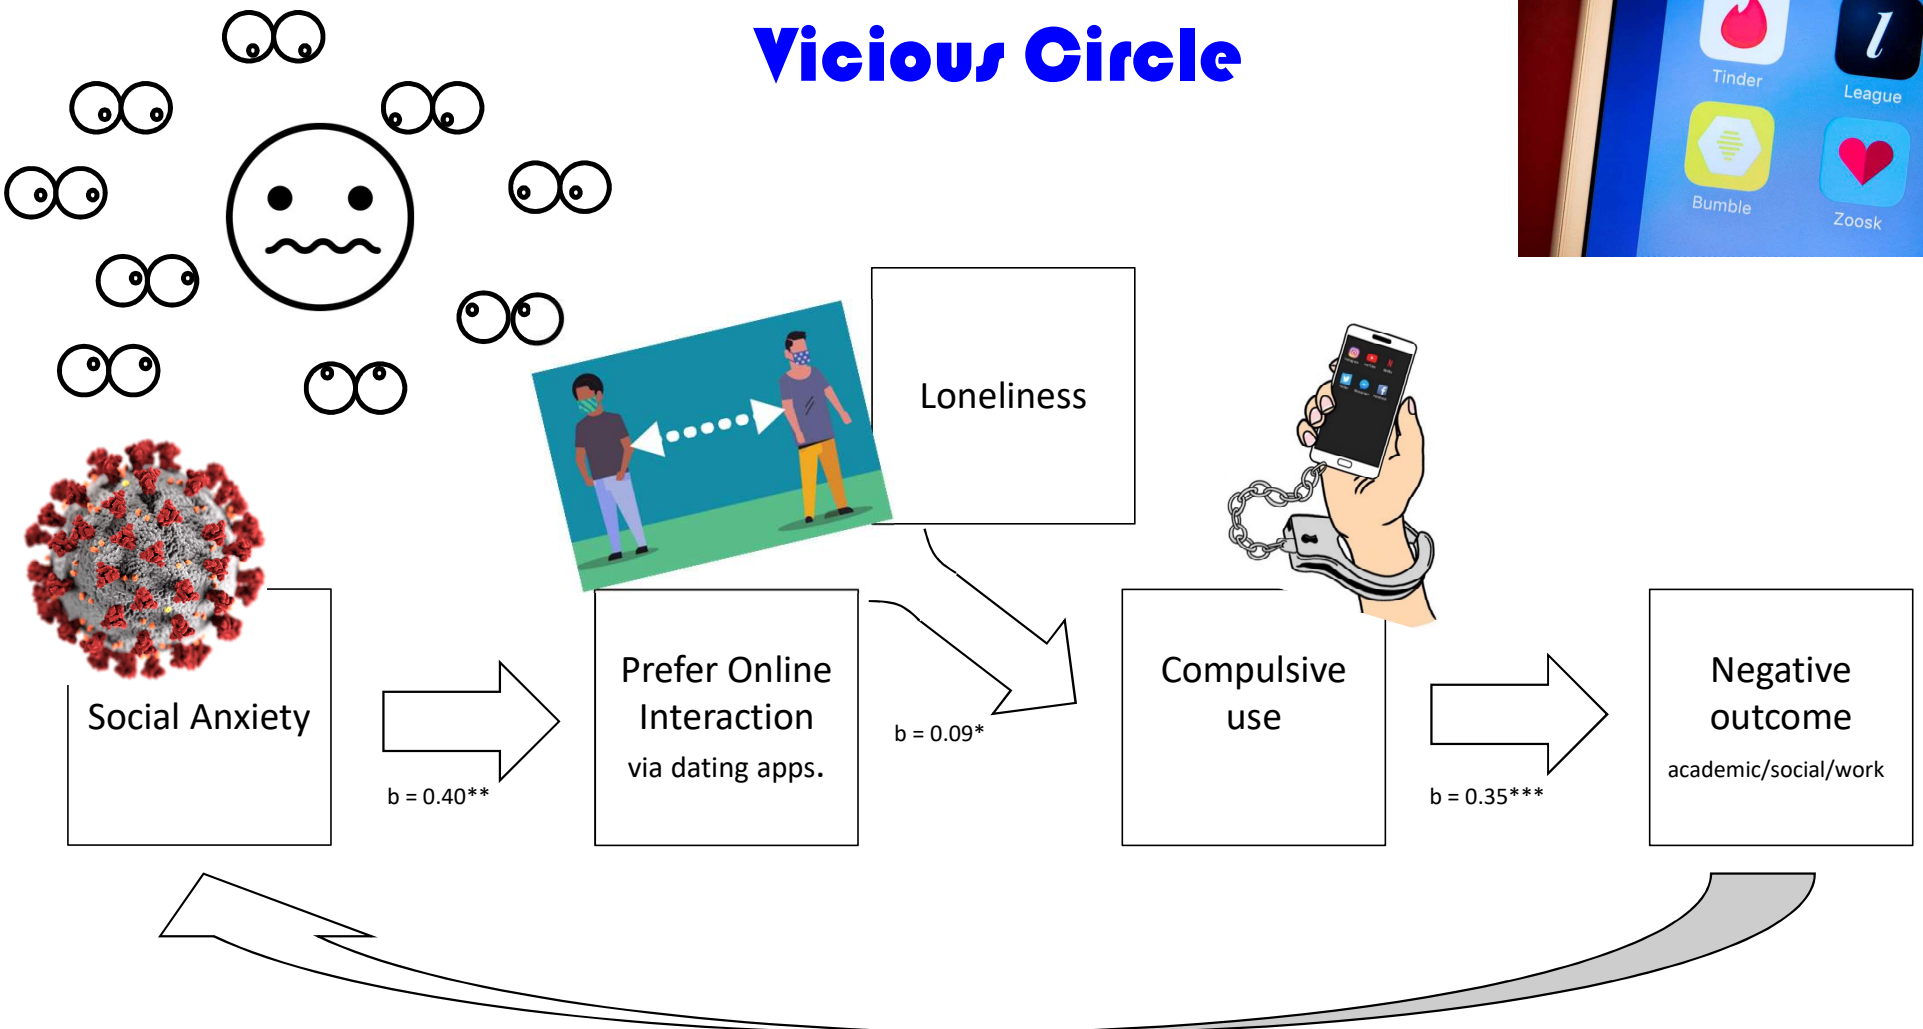 Vicious Circle
Tinder
League
Bumble
Zoosk
Loneliness
Social Anxiety
b = 0.40**
Prefer Online
Interaction
via dating apps.
b = 0.09*
Compulsive
use
b = 0.35***
Negative
outcome
academic/social/work